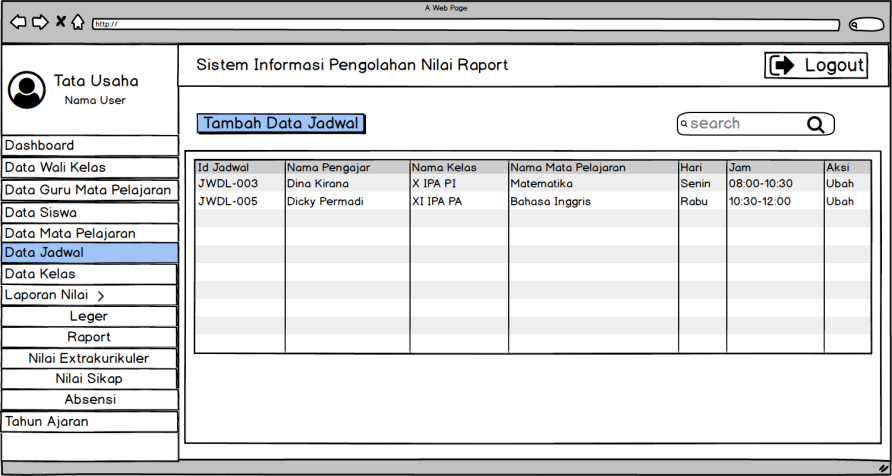 A Web Page
http://
Tata Usaha
Nama User
Sistem Informasi Pengolahan Nilai Raport
Logout
Dashboard
Data Wali Kelas
Data Guru Mata Pelajaran
Data Siswa
Data Mata Pelajaran
Data Jadwal
Data Kelas
Laporan Nilai >
Leger
Raport
Nilai Extrakurikuler
Nilai Sikap
Absensi
Tahun Ajaran
Tambah Data Jadwal
search
Id Jadwal Nama Pengajar Nama Kelas Nama Mata Pelajaran Hari Jam Aksi
JWDL-003 Dina Kirana X IPA PI Matematika Senin 08:00-10:30 Ubah
JWDL-005 Dicky Permadi XI IPA PA Bahasa Inggris Rabu 10:30-12:00 Ubah